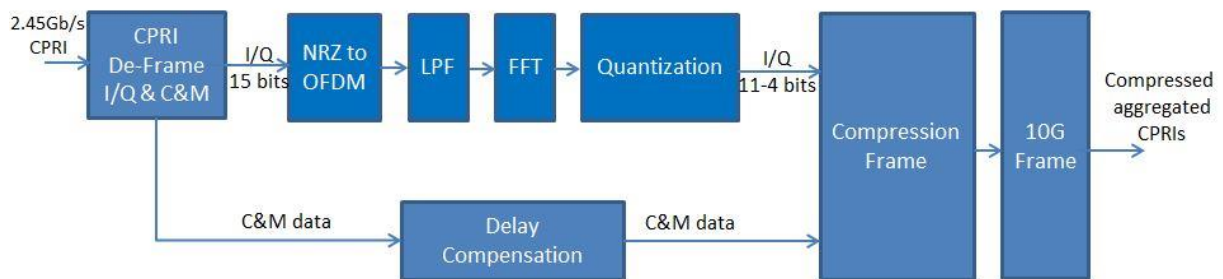 2.45Gb/s
CPRI
CPRI
De-Frame
I/Q & C&M
I/Q
15 bits
NRZ to
OFDM
LPF
FFT
Quantization
I/Q
11-4 bits
Compression
Frame
10G
Frame
Compressed
aggregated
CPRIs
C&M data
Delay
Compensation
C&M data